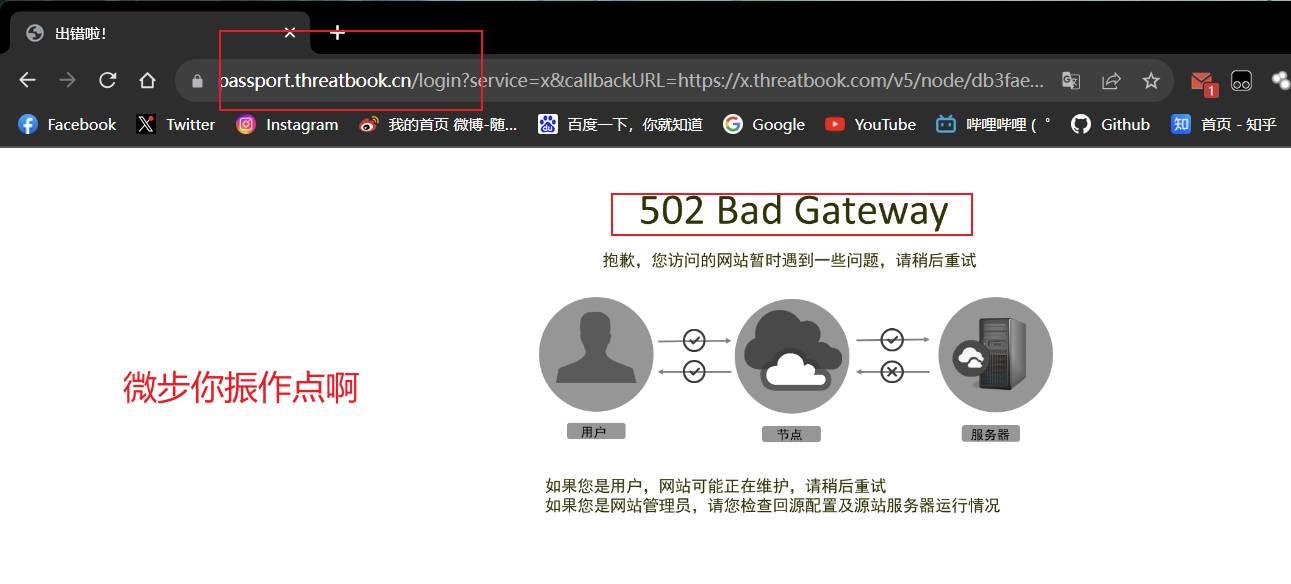 出错啦！
passport.threatbook.cn/login?service=x&callbackURL=https://x.threatbook.com/v5/node/db3fae...
1
Facebook
Twitter
Instagram
我的首页 微博-随...
百度一下，你就知道
Google
YouTube
哔哩哔哩 ( ゜
Github
知
首页 - 知乎
502 Bad Gateway
抱歉，您访问的网站暂时遇到一些问题，请稍后重试
微步你振作点啊
用户
节点
服务器
如果您是用户，网站可能正在维护，请稍后重试
如果您是网站管理员，请您检查回源配置及源站服务器运行情况